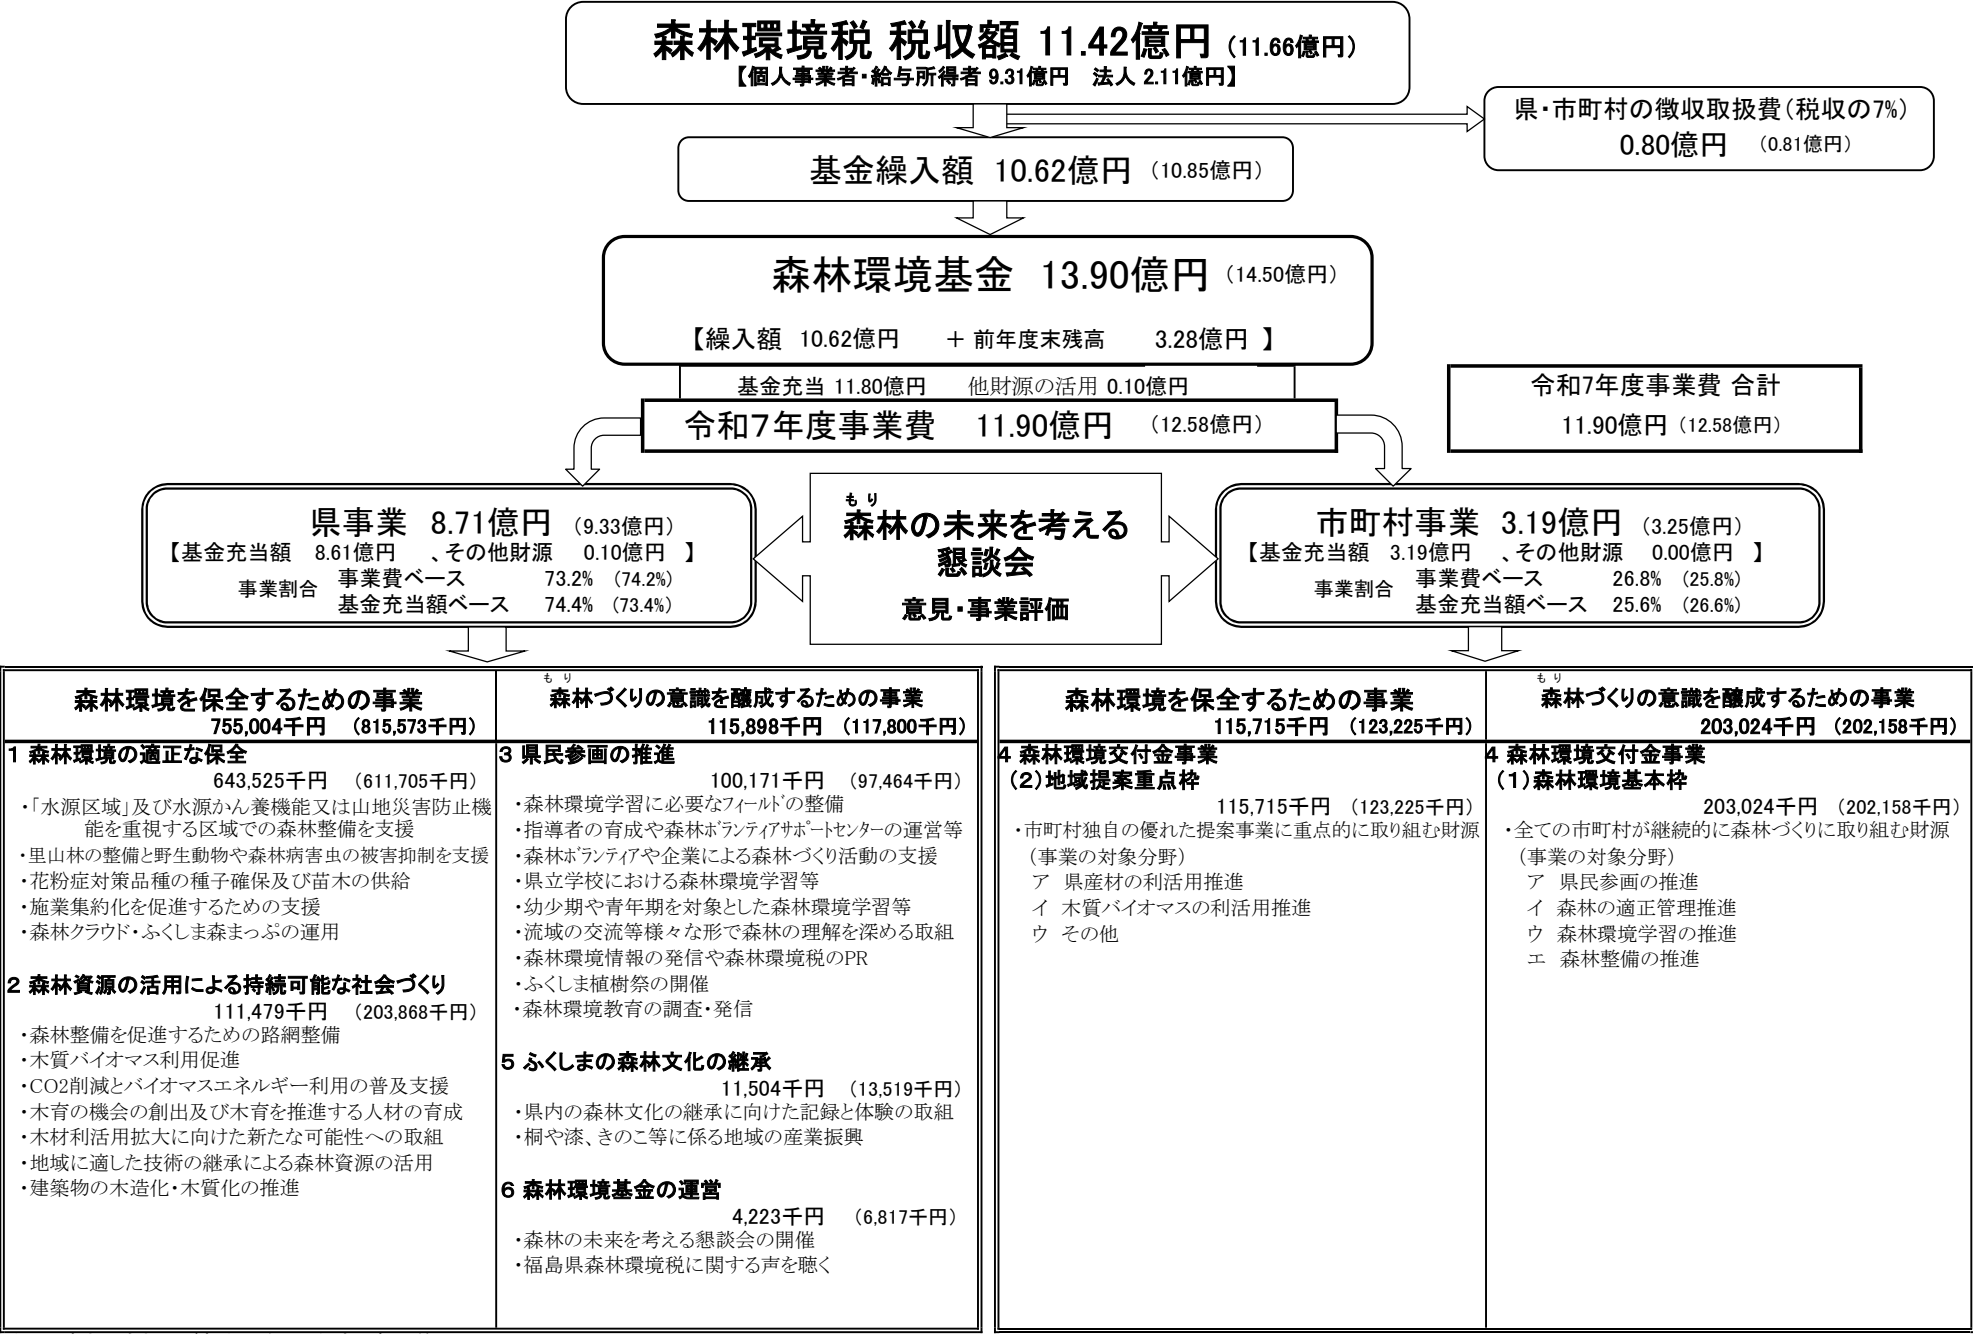 森林環境税 税収額 11.42億円（11.66億円）
【個人事業者・給与所得者 9.31億円　法人 2.11億円】
県・市町村の徴収取扱費（税収の7%）
0.80億円　（0.81億円）
基金繰入額　10.62億円　（10.85億円）
森林環境基金　13.90億円　（14.50億円）
【繰入額　10.62億円　　＋ 前年度末残高　　3.28億円　】
基金充当 11.80億円　　他財源の活用 0.10億円
令和7年度事業費　11.90億円　（12.58億円）
令和7年度事業費 合計
11.90億円（12.58億円）
県事業　8.71億円　（9.33億円）
【基金充当額　8.61億円　、その他財源　0.10億円　】
事業割合
事業費ベース　73.2%　（74.2%）
基金充当額ベース　74.4%　（73.4%）
もり
森林の未来を考える
懇談会
意見・事業評価
市町村事業　3.19億円　（3.25億円）
【基金充当額　3.19億円　、その他財源　0.00億円　】
事業割合
事業費ベース　26.8%　（25.8%）
基金充当額ベース　25.6%　（26.6%）
森林環境を保全するための事業
755,004千円　（815,573千円）
1 森林環境の適正な保全
643,525千円　（611,705千円）
・「水源区域」及び水源かん養機能又は山地災害防止機
能を重視する区域での森林整備を支援
・里山林の整備と野生動物や森林病害虫の被害抑制を支援
・花粉症対策品種の種子確保及び苗木の供給
・施業集約化を促進するための支援
・森林クラウド・ふくしま森まっぷの運用
2 森林資源の活用による持続可能な社会づくり
111,479千円　（203,868千円）
・森林整備を促進するための路網整備
・木質バイオマス利用促進
・CO2削減とバイオマスエネルギー利用の普及支援
・木育の機会の創出及び木育を推進する人材の育成
・木材利活用拡大に向けた新たな可能性への取組
・地域に適した技術の継承による森林資源の活用
・建築物の木造化・木質化の推進
もり
森林づくりの意識を醸成するための事業
115,898千円　（117,800千円）
3 県民参画の推進
100,171千円　（97,464千円）
・森林環境学習に必要なﾌｨｰﾙﾄﾞの整備
・指導者の育成や森林ﾎﾞﾗﾝﾃｨｱｻﾎﾟｰﾄｾﾝﾀｰの運営等
・森林ﾎﾞﾗﾝﾃｨｱや企業による森林づくり活動の支援
・県立学校における森林環境学習等
・幼少期や青年期を対象とした森林環境学習等
・流域の交流等様々な形で森林の理解を深める取組
・森林環境情報の発信や森林環境税のPR
・ふくしま植樹祭の開催
・森林環境教育の調査・発信
5 ふくしまの森林文化の継承
11,504千円　（13,519千円）
・県内の森林文化の継承に向けた記録と体験の取組
・桐や漆、きのこ等に係る地域の産業振興
6 森林環境基金の運営
4,223千円　（6,817千円）
・森林の未来を考える懇談会の開催
・福島県森林環境税に関する声を聴く
森林環境を保全するための事業
115,715千円　（123,225千円）
4 森林環境交付金事業
（2）地域提案重点枠
115,715千円　（123,225千円）
・市町村独自の優れた提案事業に重点的に取り組む財源
（事業の対象分野）
ア　県産材の利活用推進
イ　木質バイオマスの利活用推進
ウ　その他
もり
森林づくりの意識を醸成するための事業
203,024千円　（202,158千円）
4 森林環境交付金事業
（1）森林環境基本枠
203,024千円　（202,158千円）
・全ての市町村が継続的に森林づくりに取り組む財源
（事業の対象分野）
ア　県民参画の推進
イ　森林の適正管理推進
ウ　森林環境学習の推進
エ　森林整備の推進